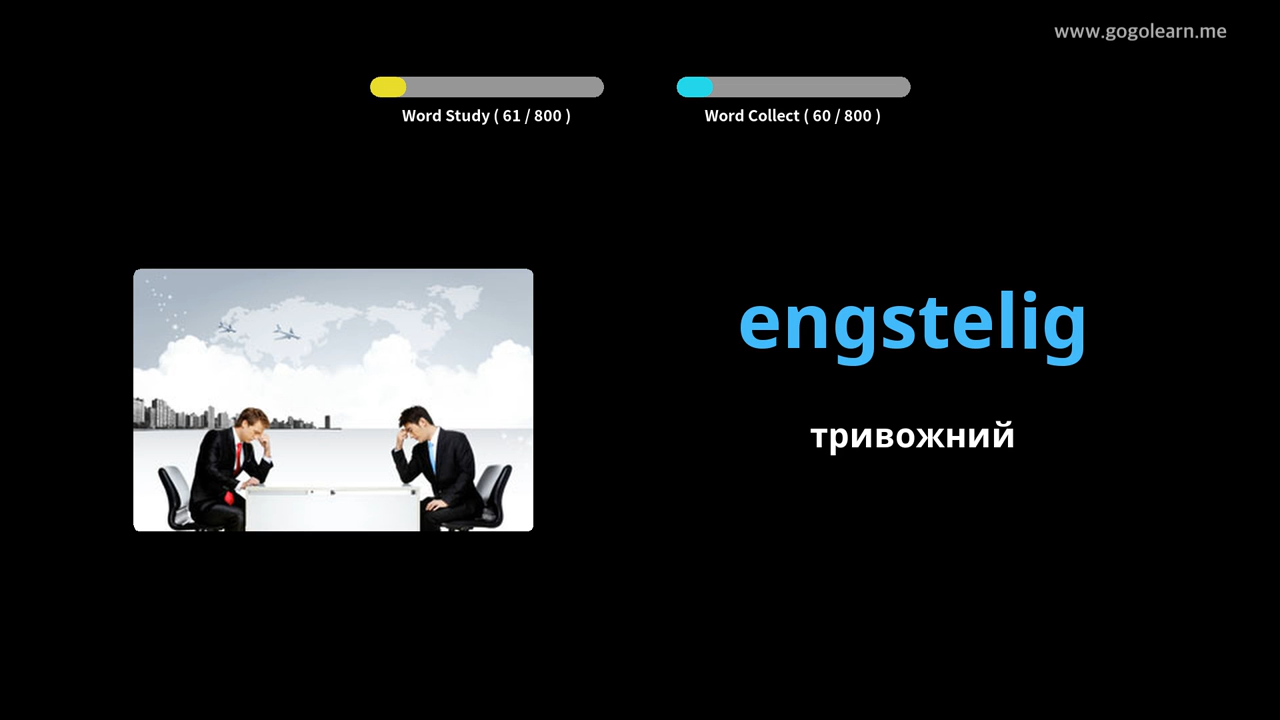 www.gogolearn.me
Word Study ( 61 / 800 )
Word Collect ( 60 / 800 )
engstelig
тривожний